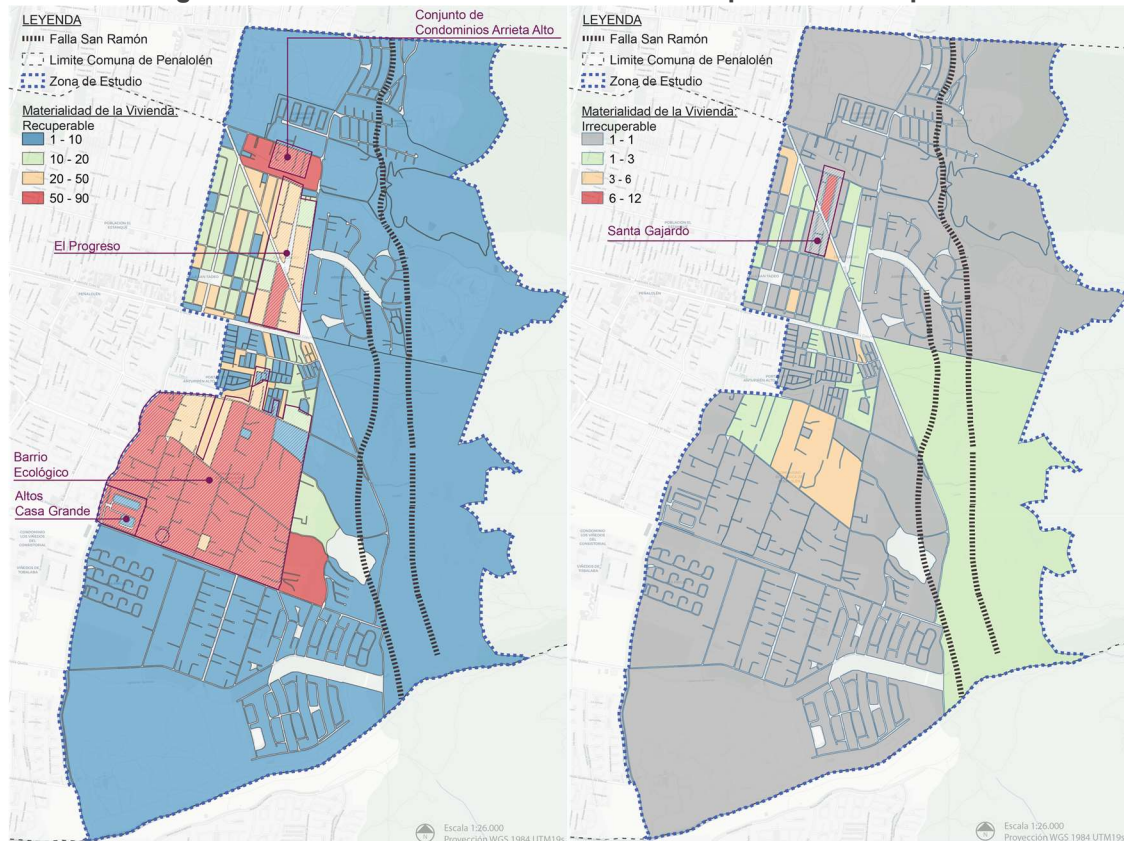 LEYENDA
Falla San Ramón
Limite Comuna de Penalolén
Zona de Estudio
Materialidad de la Vivienda:
Recuperable
1 - 10
10 - 20
20 - 50
50 - 90
Conjunto de
Condominios Arrieta Alto
El Progreso
Barrio
Ecológico
Altos
Casa Grande
Escala 1:26.000
Proyección WGS 1984 UTM19s
LEYENDA
Falla San Ramón
Limite Comuna de Penalolén
Zona de Estudio
Materialidad de la Vivienda:
Irrecuperable
1 - 1
1 - 3
3 - 6
6 - 12
Santa Gajardo
Escala 1:26.000
Proyección WGS 1984 UTM19s